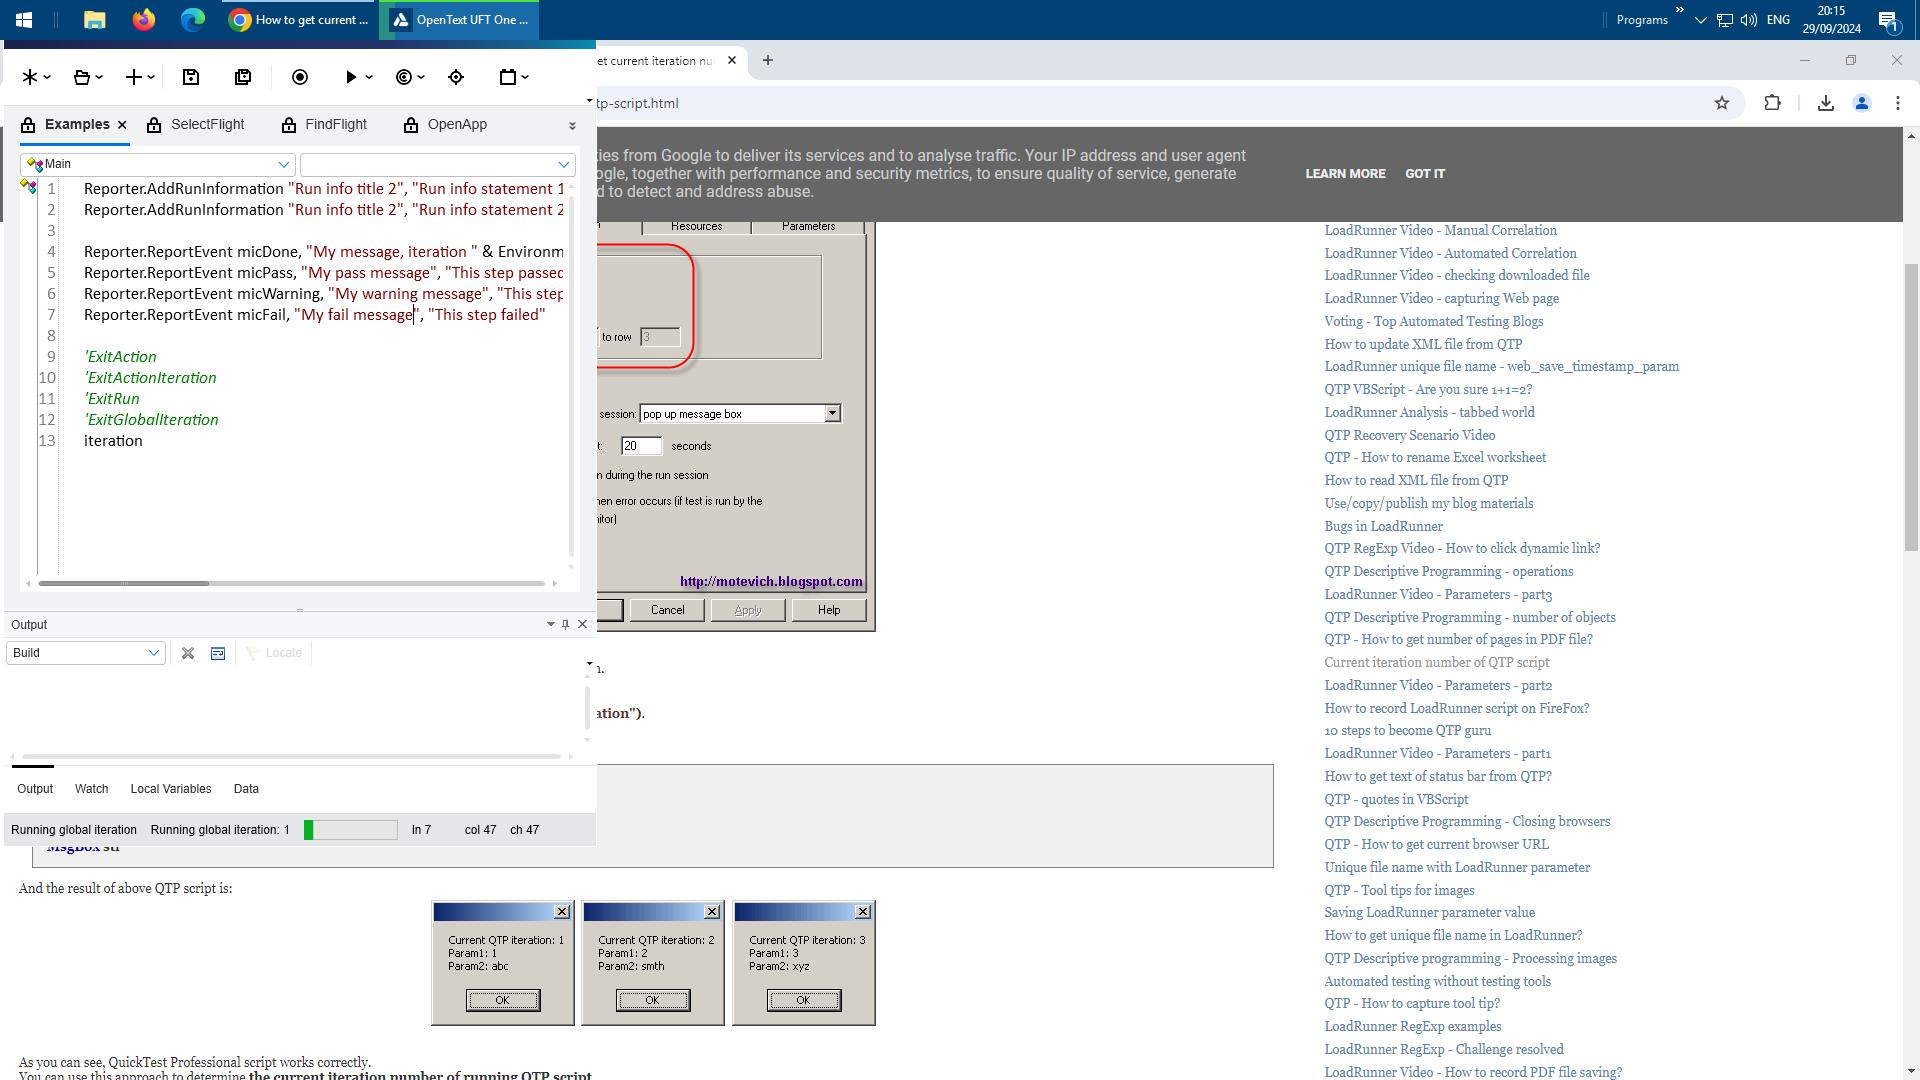 How to get current ...
OpenText UFT One ...
Programs
ENG
20:15
29/09/2024
1
et current iteration nu
tp-script.html
Examples
SelectFlight
FindFlight
OpenApp
Main
1 Reporter.AddRunInformation "Run info title 2", "Run info statement 1
2 Reporter.AddRunInformation "Run info title 2", "Run info statement 2
3
4 Reporter.ReportEvent micDone, "My message, iteration " & Environm
5 Reporter.ReportEvent micPass, "My pass message", "This step passed
6 Reporter.ReportEvent micWarning, "My warning message", "This step
7 Reporter.ReportEvent micFail, "My fail message", "This step failed"
8
9 'ExitAction
10 'ExitActionIteration
11 'ExitRun
12 'ExitGlobalIteration
13 iteration
Output
Build
Locate
Output
Watch
Local Variables
Data
Running global iteration
Running global iteration: 1
ln 7
col 47
ch 47
kies from Google to deliver its services and to analyse traffic. Your IP address and user agent
ogle, together with performance and security metrics, to ensure quality of service, generate
d to detect and address abuse.
LEARN MORE
GOT IT
Resources
Parameters
to row
3
session:
pop up message box
t:
20
seconds
n during the run session
hen error occurs (if test is run by the
nitor)
http://motevich.blogspot.com
Cancel
Apply
Help
n.
ation").
MsgBox str
And the result of above QTP script is:
Current QTP iteration: 1
Param1: 1
Param2: abc
OK
Current QTP iteration: 2
Param1: 2
Param2: smth
OK
Current QTP iteration: 3
Param1: 3
Param2: xyz
OK
As you can see, QuickTest Professional script works correctly.
You can use this approach to determine the current iteration number of running QTP script
LoadRunner Video - Manual Correlation
LoadRunner Video - Automated Correlation
LoadRunner Video - checking downloaded file
LoadRunner Video - capturing Web page
Voting - Top Automated Testing Blogs
How to update XML file from QTP
LoadRunner unique file name - web_save_timestamp_param
QTP VBScript - Are you sure 1+1=2?
LoadRunner Analysis - tabbed world
QTP Recovery Scenario Video
QTP - How to rename Excel worksheet
How to read XML file from QTP
Use/copy/publish my blog materials
Bugs in LoadRunner
QTP RegExp Video - How to click dynamic link?
QTP Descriptive Programming - operations
LoadRunner Video - Parameters - part3
QTP Descriptive Programming - number of objects
QTP - How to get number of pages in PDF file?
Current iteration number of QTP script
LoadRunner Video - Parameters - part2
How to record LoadRunner script on FireFox?
10 steps to become QTP guru
LoadRunner Video - Parameters - part1
How to get text of status bar from QTP?
QTP - quotes in VBScript
QTP Descriptive Programming - Closing browsers
QTP - How to get current browser URL
Unique file name with LoadRunner parameter
QTP - Tool tips for images
Saving LoadRunner parameter value
How to get unique file name in LoadRunner?
QTP Descriptive programming - Processing images
Automated testing without testing tools
QTP - How to capture tool tip?
LoadRunner RegExp examples
LoadRunner RegExp - Challenge resolved
LoadRunner Video - How to record PDF file saving?